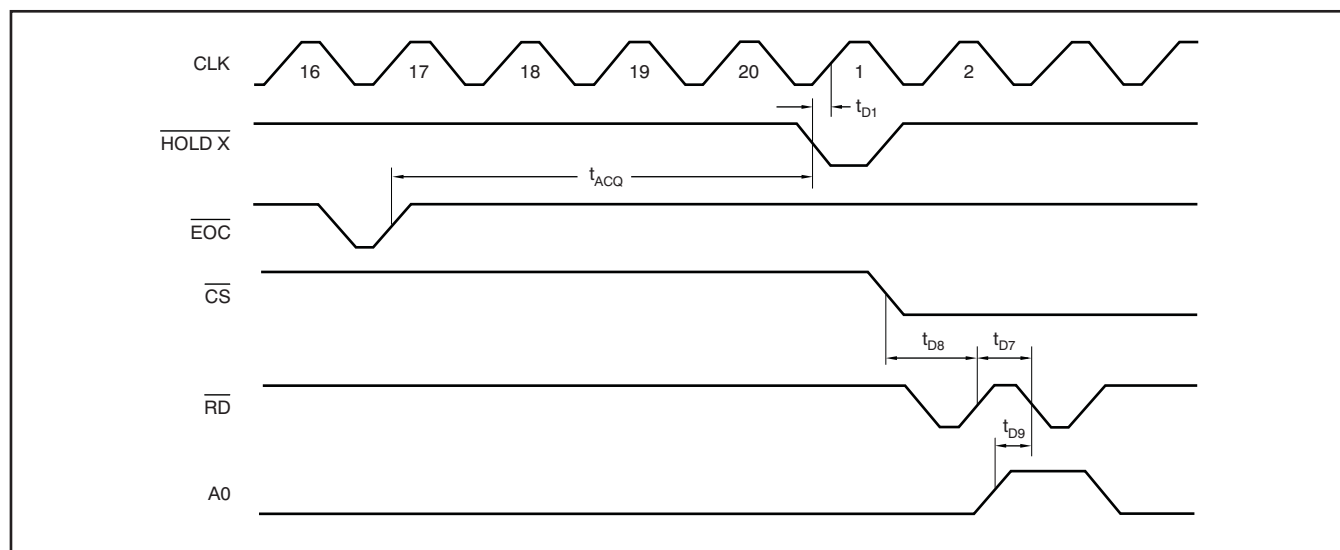 CLK 16 17 18 19 20 1 2
tD1
HOLD X
tACQ
EOC
CS
tD8 tD7
RD
tD9
A0